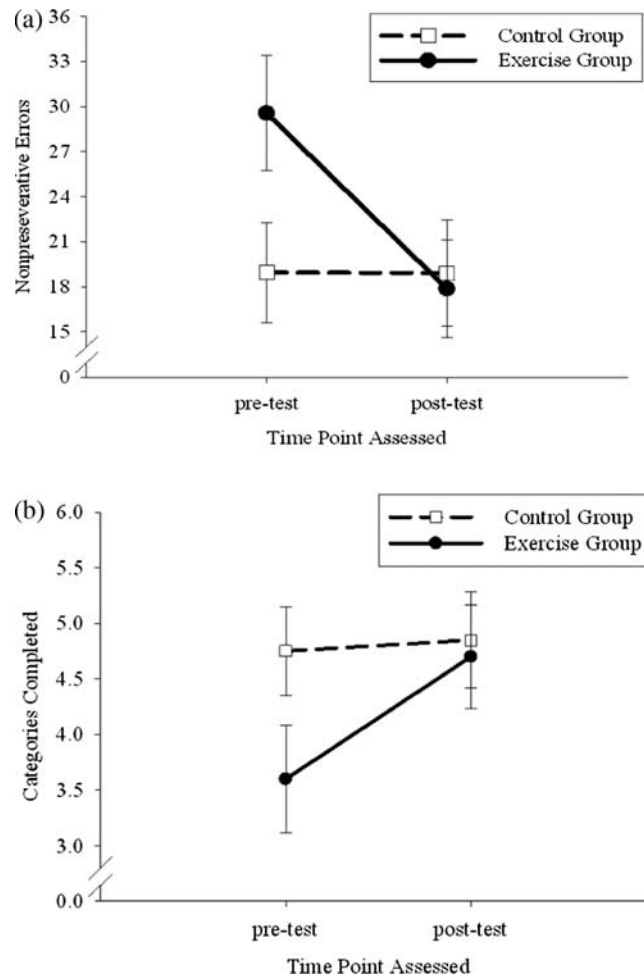 (a)
Control Group
Exercise Group
Nonpreseverative Errors
36
33
30
27
24
21
18
15
0
pre-test post-test
Time Point Assessed
(b)
Control Group
Exercise Group
Categories Completed
6.0
5.5
5.0
4.5
4.0
3.5
3.0
0.0
pre-test post-test
Time Point Assessed